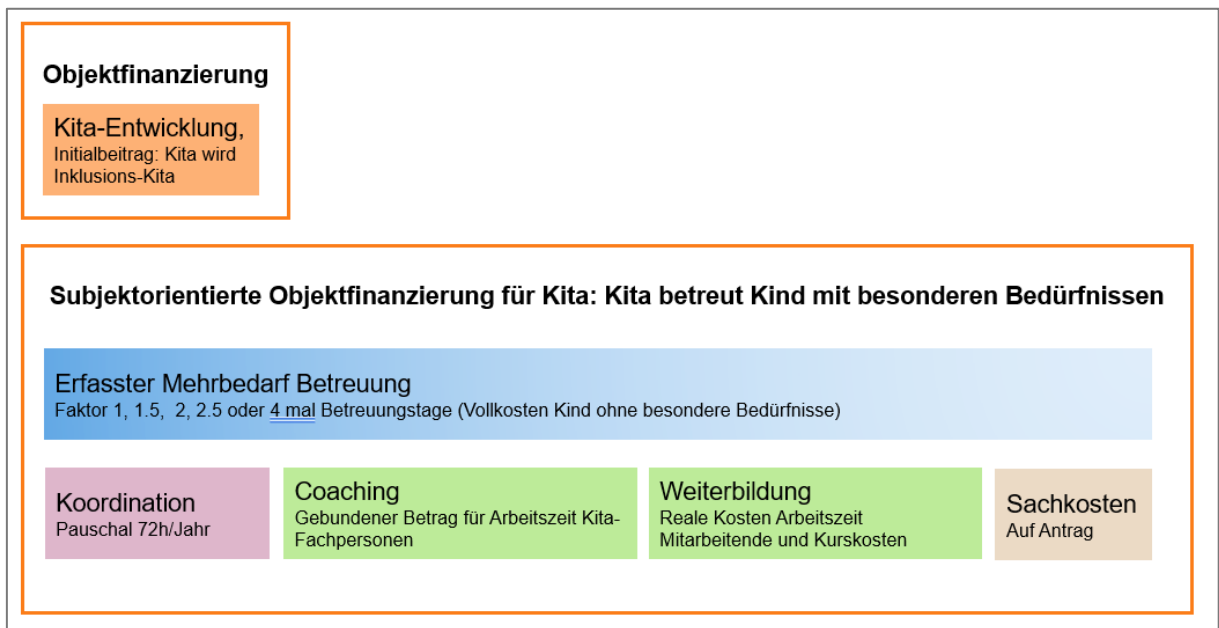 Objektfinanzierung
Kita-Entwicklung,
Initialbeitrag: Kita wird
Inklusions-Kita
Subjektorientierte Objektfinanzierung für Kita: Kita betreut Kind mit besonderen Bedürfnissen
Erfasster Mehrbedarf Betreuung
Faktor 1, 1.5,  2, 2.5 oder 4 mal Betreuungstage (Vollkosten Kind ohne besondere Bedürfnisse)
Koordination
Pauschal 72h/Jahr
Coaching
Gebundener Betrag für Arbeitszeit Kita-
Fachpersonen
Weiterbildung
Reale Kosten Arbeitszeit
Mitarbeitende und Kurskosten
Sachkosten
Auf Antrag